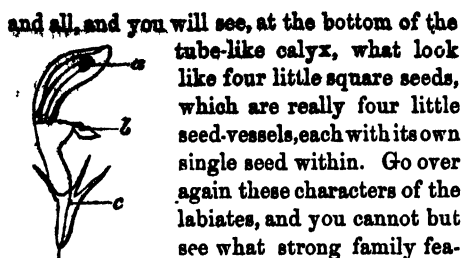 and all, and you will see, at the bottom of the
tube-like calyx, what look
like four little square seeds,
which are really four little
seed-vessels, each with its own
single seed within. Go over
again these characters of the
labiates, and you cannot but
see what strong family fea-
a
l
c